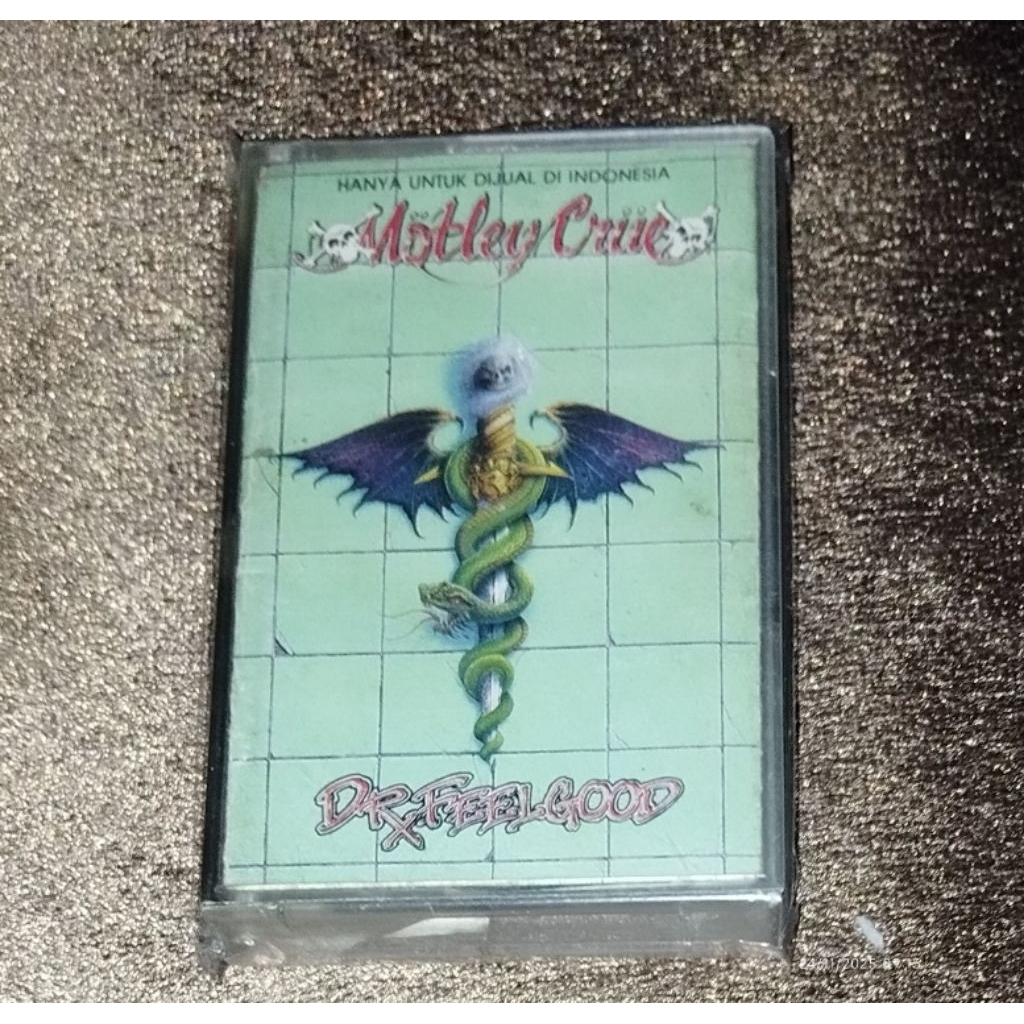 HANYA UNTUK DIJUAL DI INDONESIA
Mötley Crüe
DR. FEELGOOD